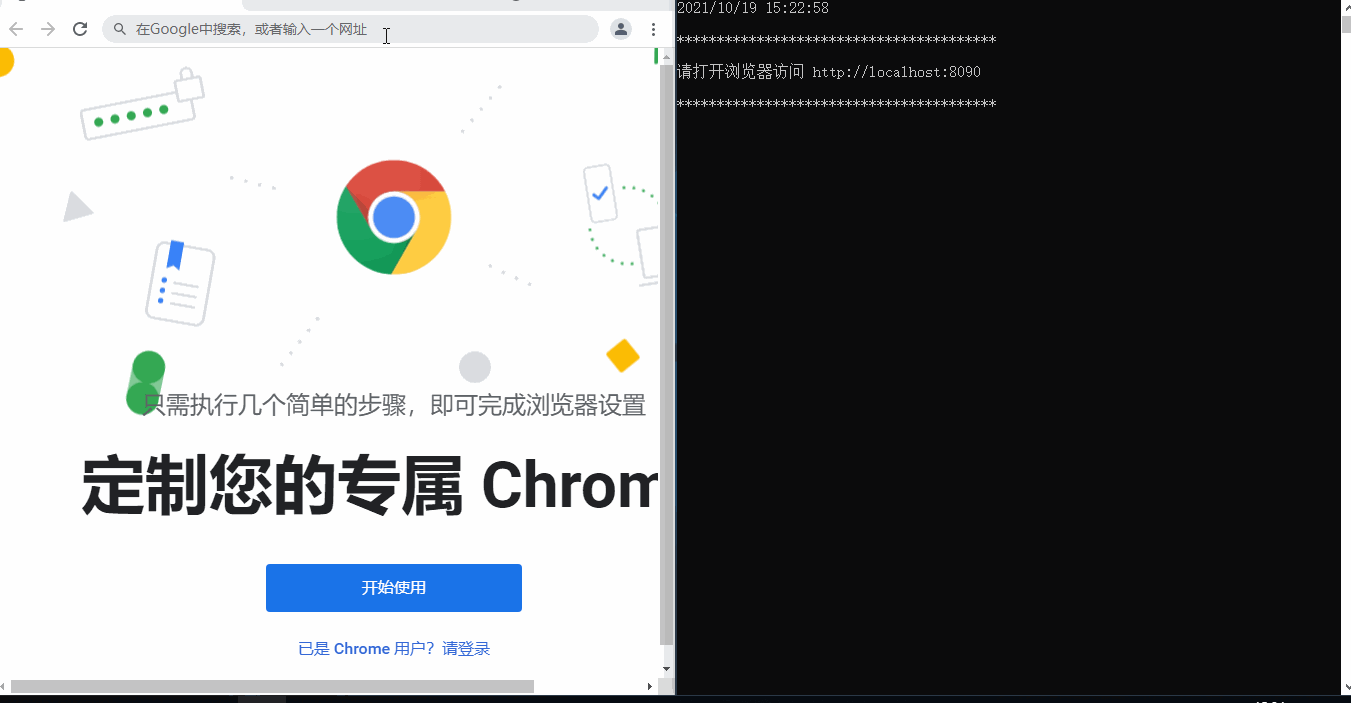 在Google中搜索，或者输入一个网址
只需执行几个简单的步骤，即可完成浏览器设置
定制您的专属 Chrom
开始使用
已是 Chrome 用户？请登录
2021/10/19 15:22:58
****************************************
请打开浏览器访问 http://localhost:8090
****************************************